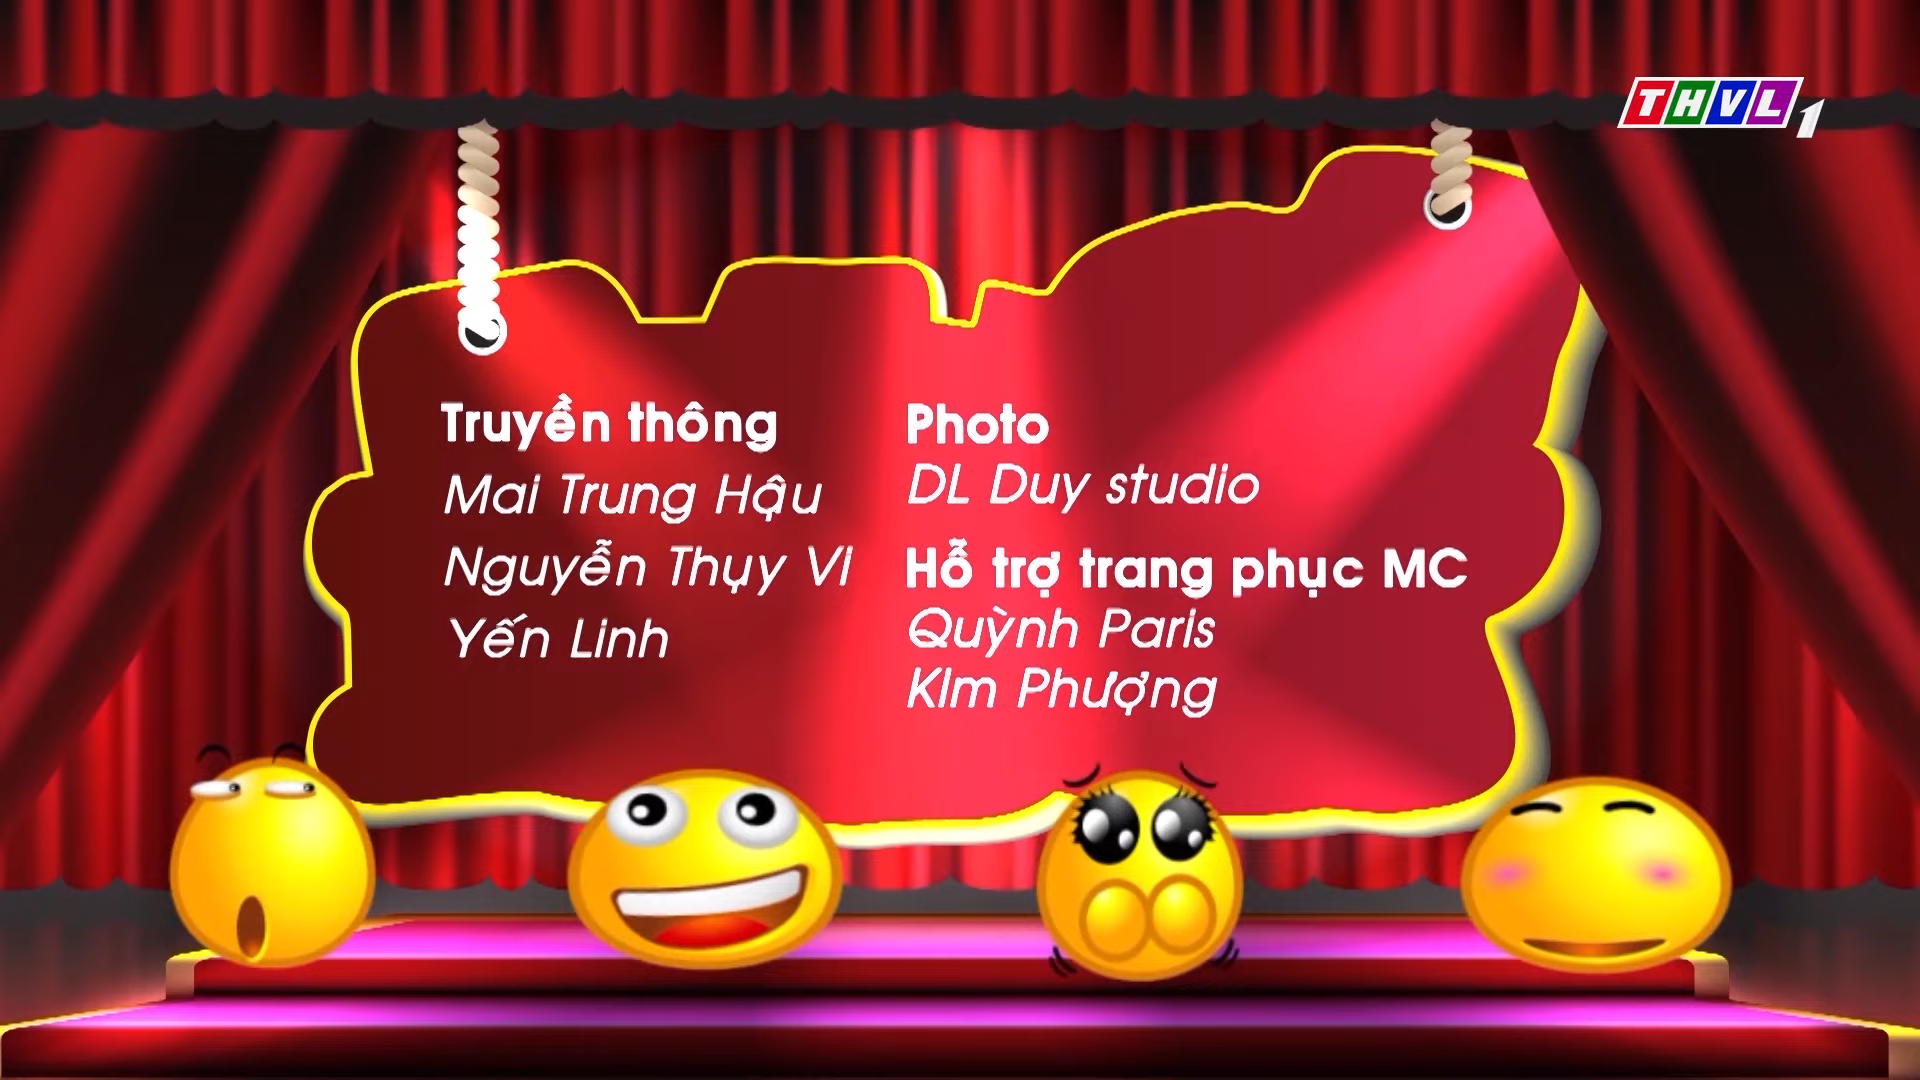 THVL1
Truyền thông
Mai Trung Hậu
Nguyễn Thụy Vi
Yến Linh
Photo
DL Duy studio
Hỗ trợ trang phục MC
Quỳnh Paris
Kim Phượng